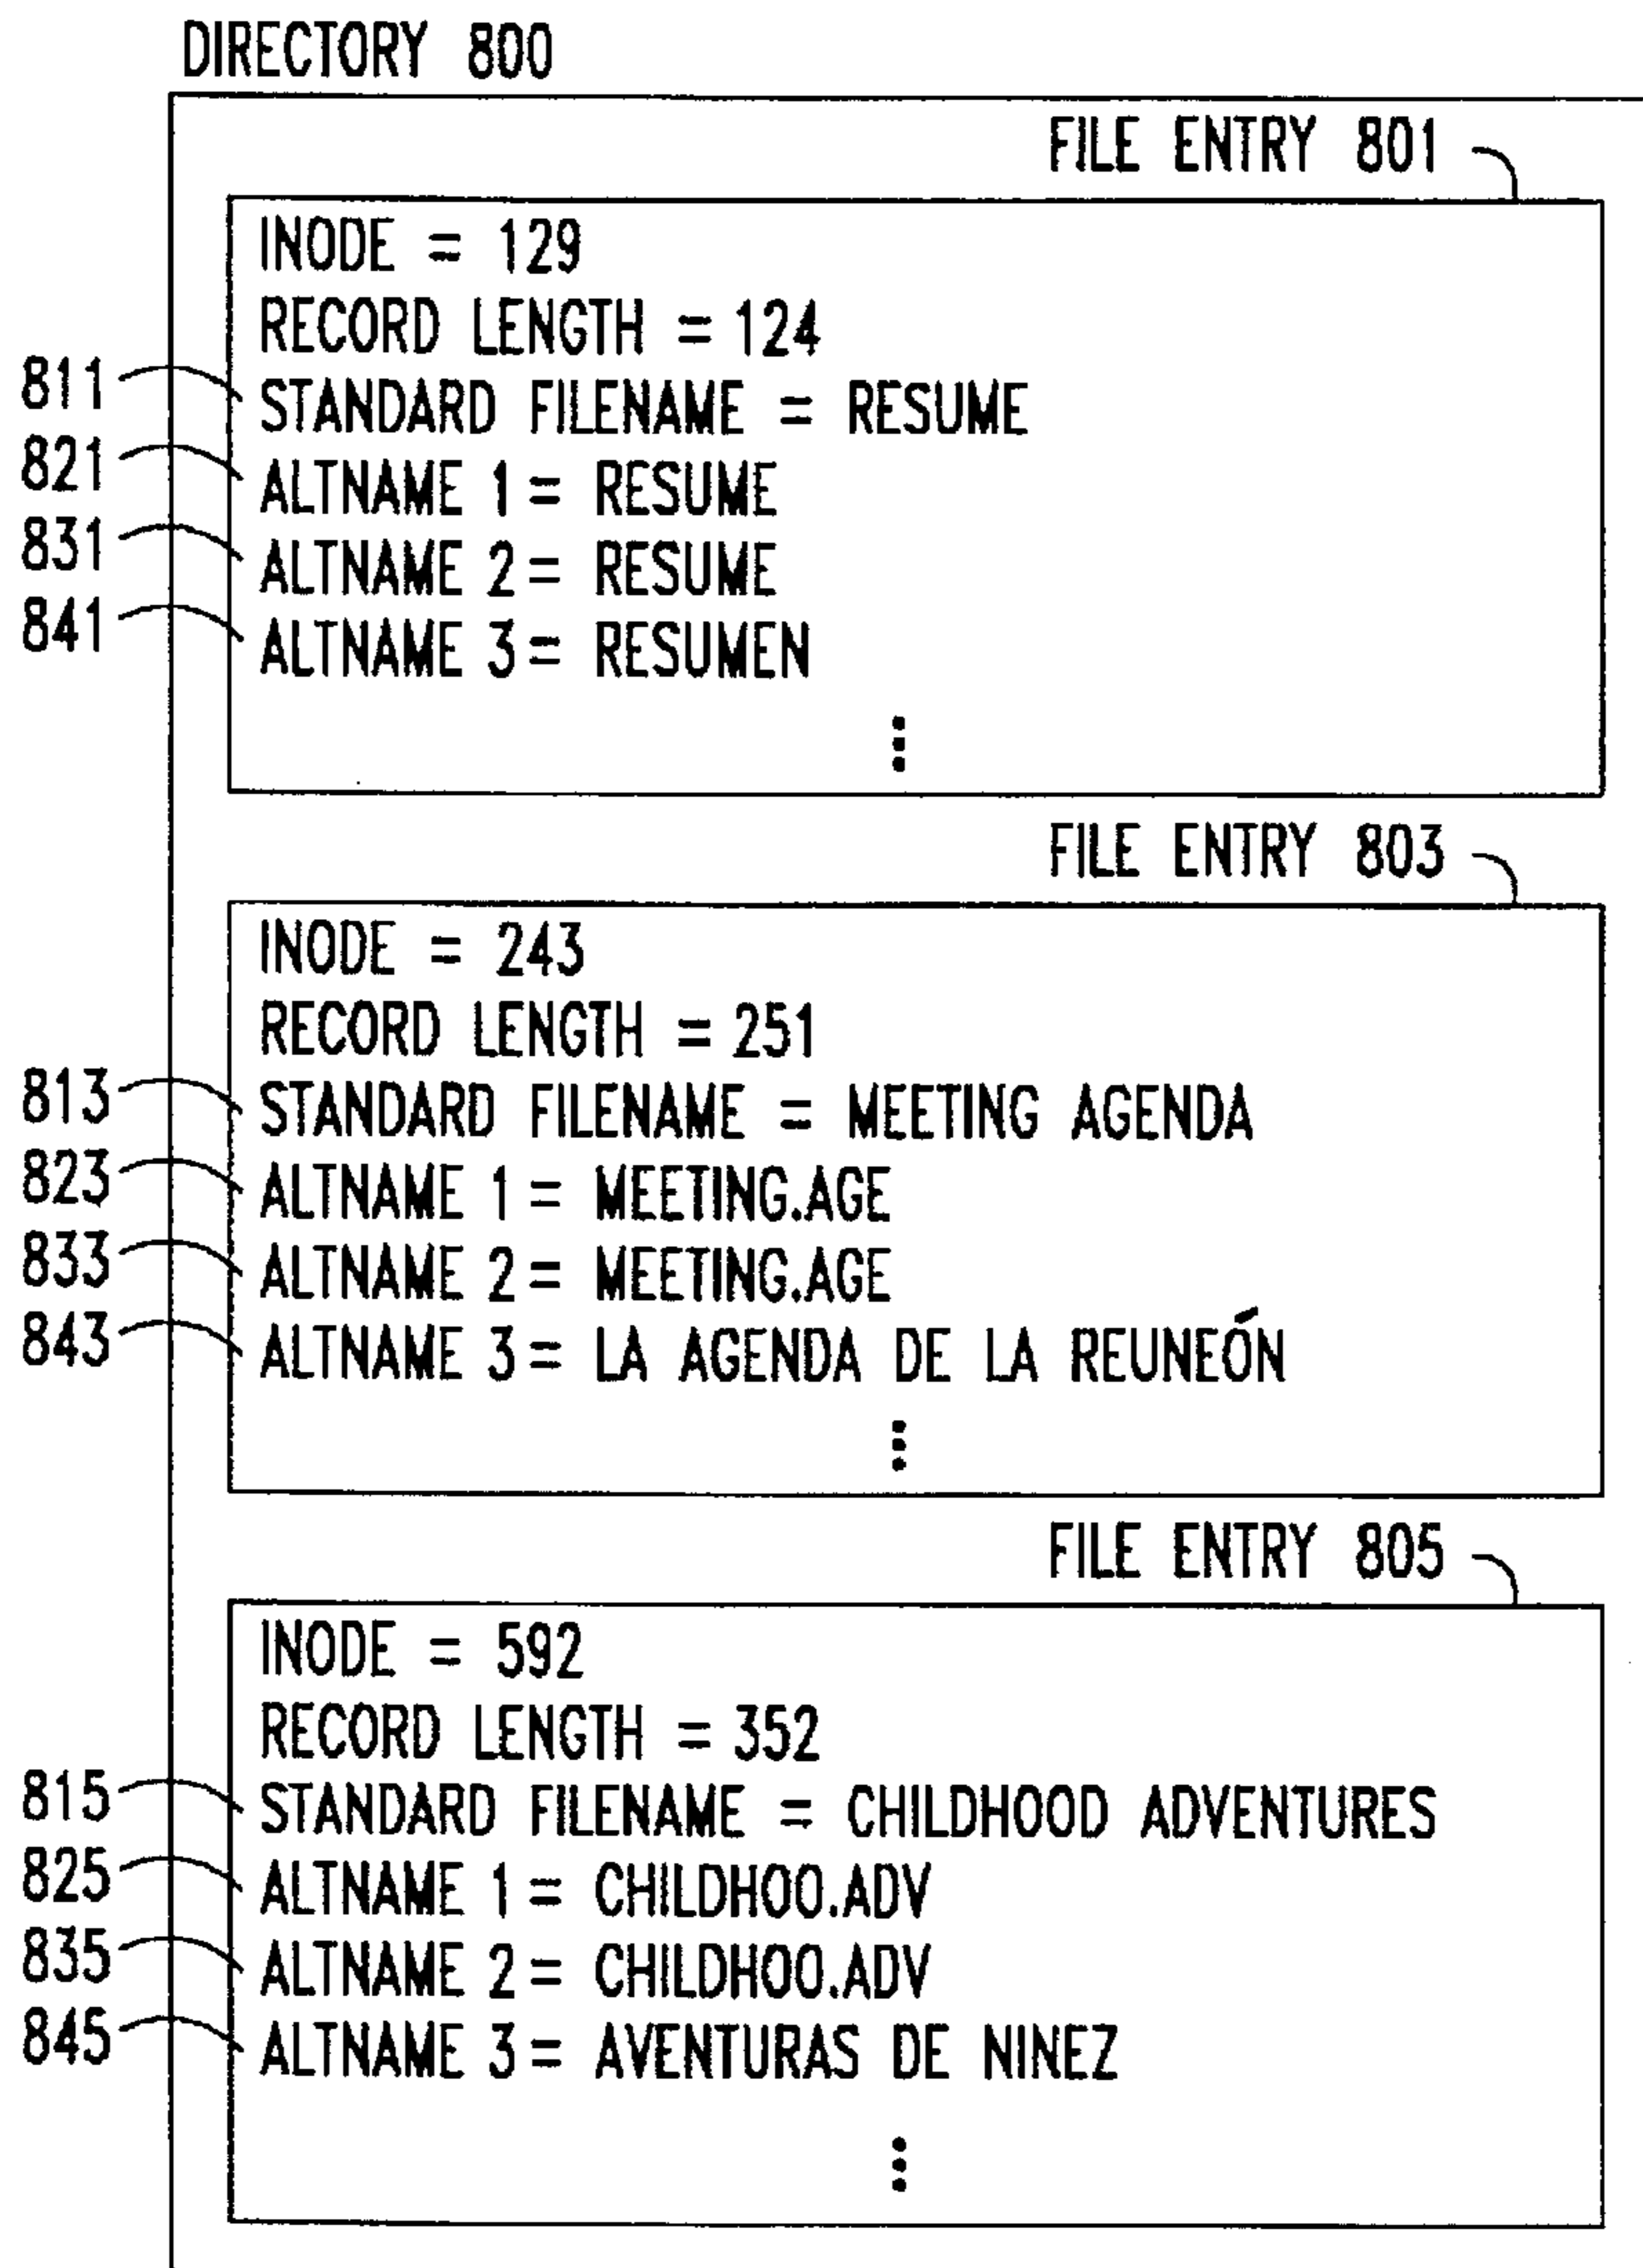 DIRECTORY 800
FILE ENTRY 801
INODE = 129
RECORD LENGTH = 124
811 STANDARD FILENAME = RESUME
821 ALTNAME 1 = RESUME
831 ALTNAME 2 = RESUME
841 ALTNAME 3 = RESUMEN
FILE ENTRY 803
INODE = 243
RECORD LENGTH = 251
813 STANDARD FILENAME = MEETING AGENDA
823 ALTNAME 1 = MEETING.AGE
833 ALTNAME 2 = MEETING.AGE
843 ALTNAME 3 = LA AGENDA DE LA REUNEÓN
FILE ENTRY 805
INODE = 592
RECORD LENGTH = 352
815 STANDARD FILENAME = CHILDHOOD ADVENTURES
825 ALTNAME 1 = CHILDHOO.ADV
835 ALTNAME 2 = CHILDHOO.ADV
845 ALTNAME 3 = AVENTURAS DE NINEZ